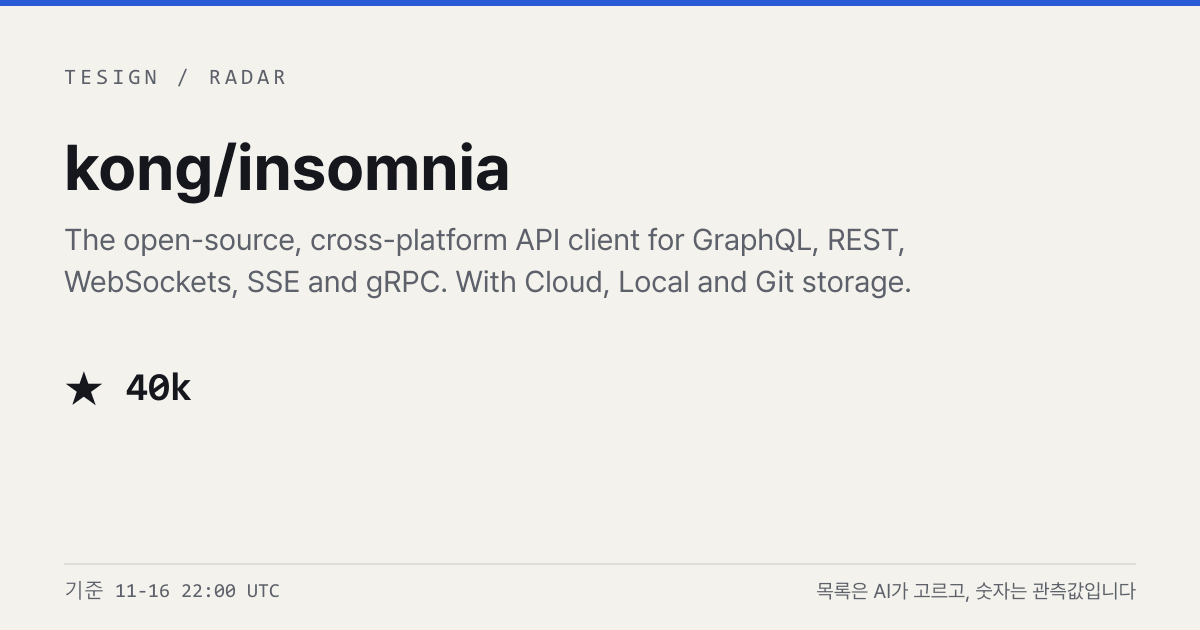 TESIGN / RADAR
kong/insomnia
The open-source, cross-platform API client for GraphQL, REST,
WebSockets, SSE and gRPC. With Cloud, Local and Git storage.
★ 40k
기준 11-16 22:00 UTC
목록은 AI가 고르고, 숫자는 관측값입니다